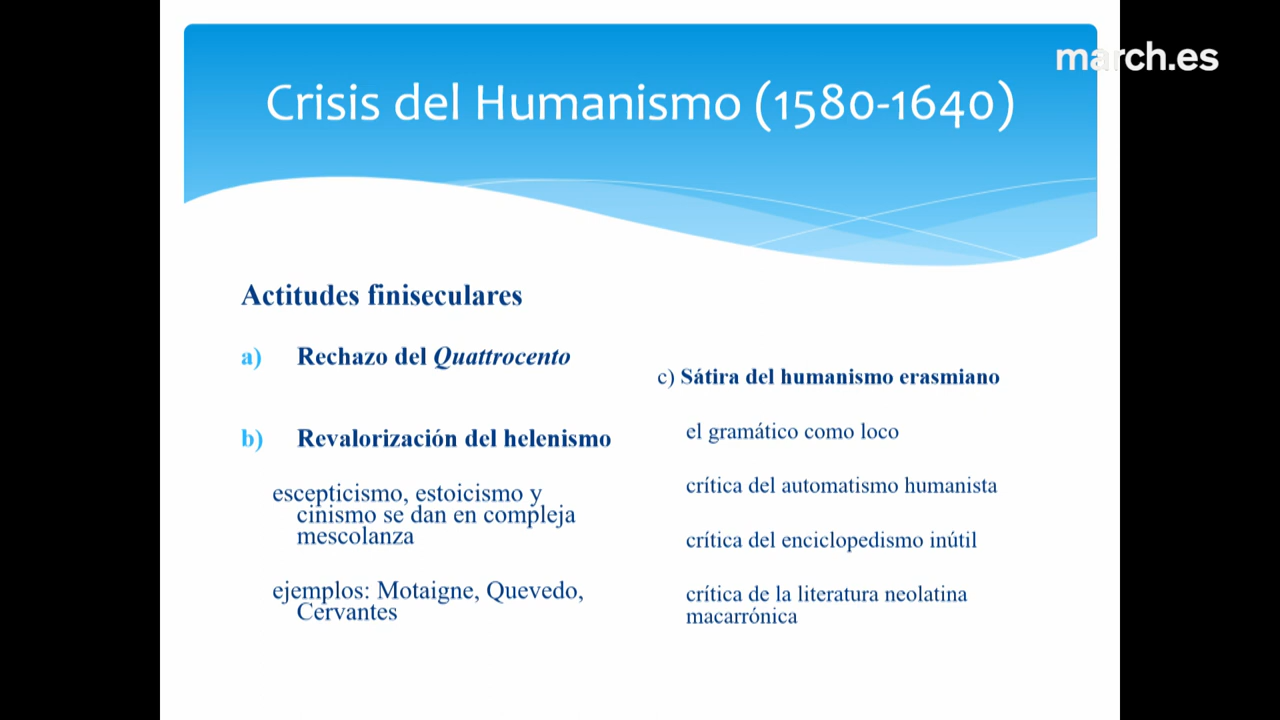 march.es
Crisis del Humanismo (1580-1640)
Actitudes finiseculares
a) Rechazo del Quattrocento
b) Revalorización del helenismo
escepticismo, estoicismo y
cinismo se dan en compleja
mescolanza
ejemplos: Motaigne, Quevedo,
Cervantes
c) Sátira del humanismo erasmiano
el gramático como loco
crítica del automatismo humanista
crítica del enciclopedismo inútil
crítica de la literatura neolatina
macarrónica